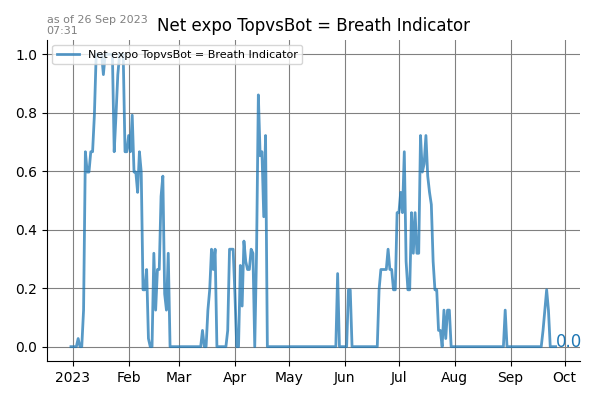 as of 26 Sep 2023
07:31
Net expo TopvsBot = Breath Indicator
Net expo TopvsBot = Breath Indicator
1.0
0.8
0.6
0.4
0.2
0.0
0.0
2023 Feb Mar Apr May Jun Jul Aug Sep Oct